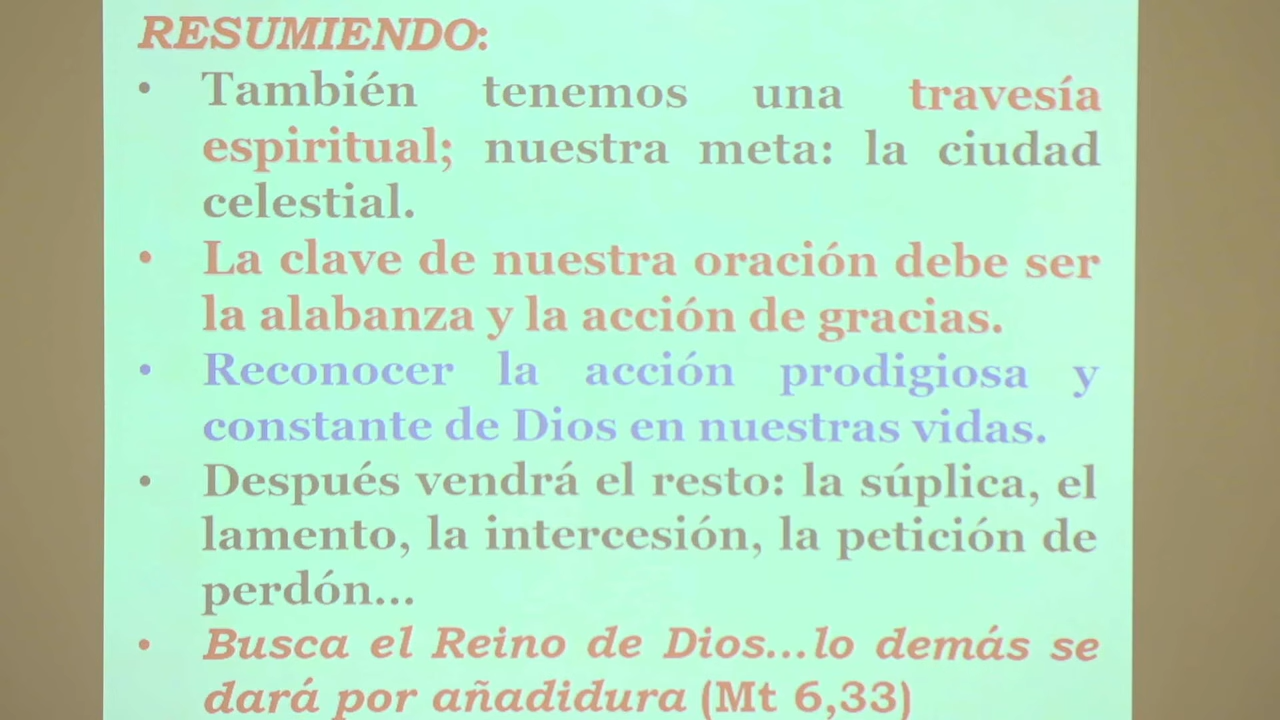 RESUMIENDO:
• También tenemos una travesía
espiritual; nuestra meta: la ciudad
celestial.
• La clave de nuestra oración debe ser
la alabanza y la acción de gracias.
• Reconocer la acción prodigiosa y
constante de Dios en nuestras vidas.
• Después vendrá el resto: la súplica, el
lamento, la intercesión, la petición de
perdón...
• Busca el Reino de Dios...lo demás se
dará por añadidura (Mt 6,33)